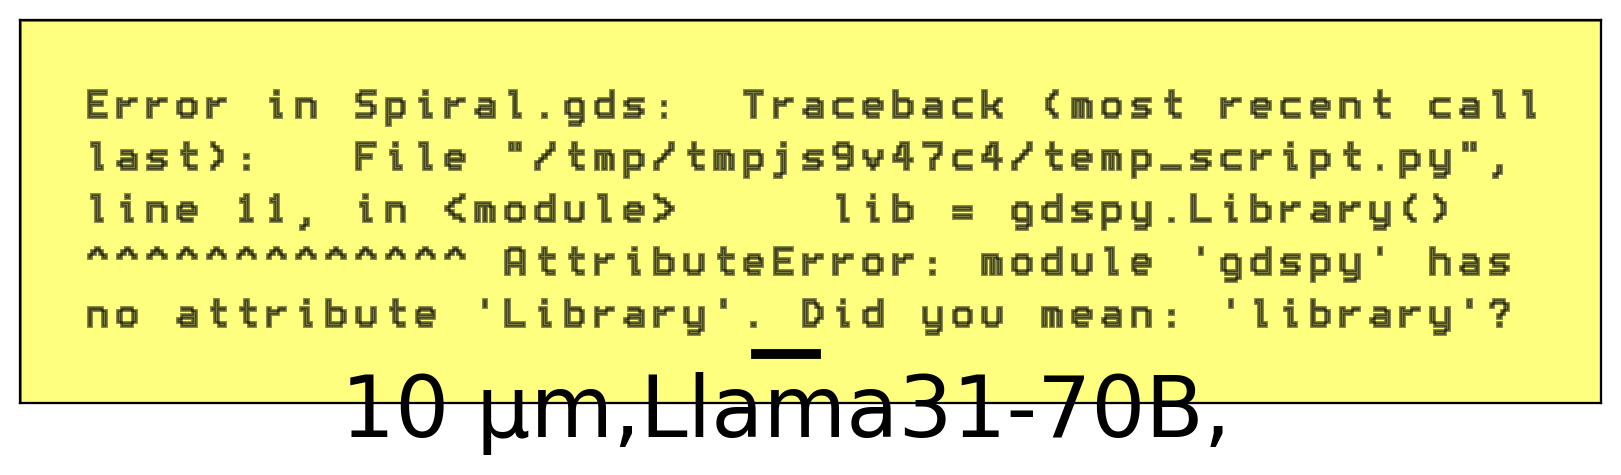 Error in Spiral.gds:  Traceback (most recent call
last):   File "/tmp/tmpjs9v47c4/temp_script.py",
line 11, in <module>     lib = gdspy.Library()
^^^^^^^^^^^^^ AttributeError: module 'gdspy' has
no attribute 'Library'. Did you mean: 'library'?
10 μm,Llama31-70B,